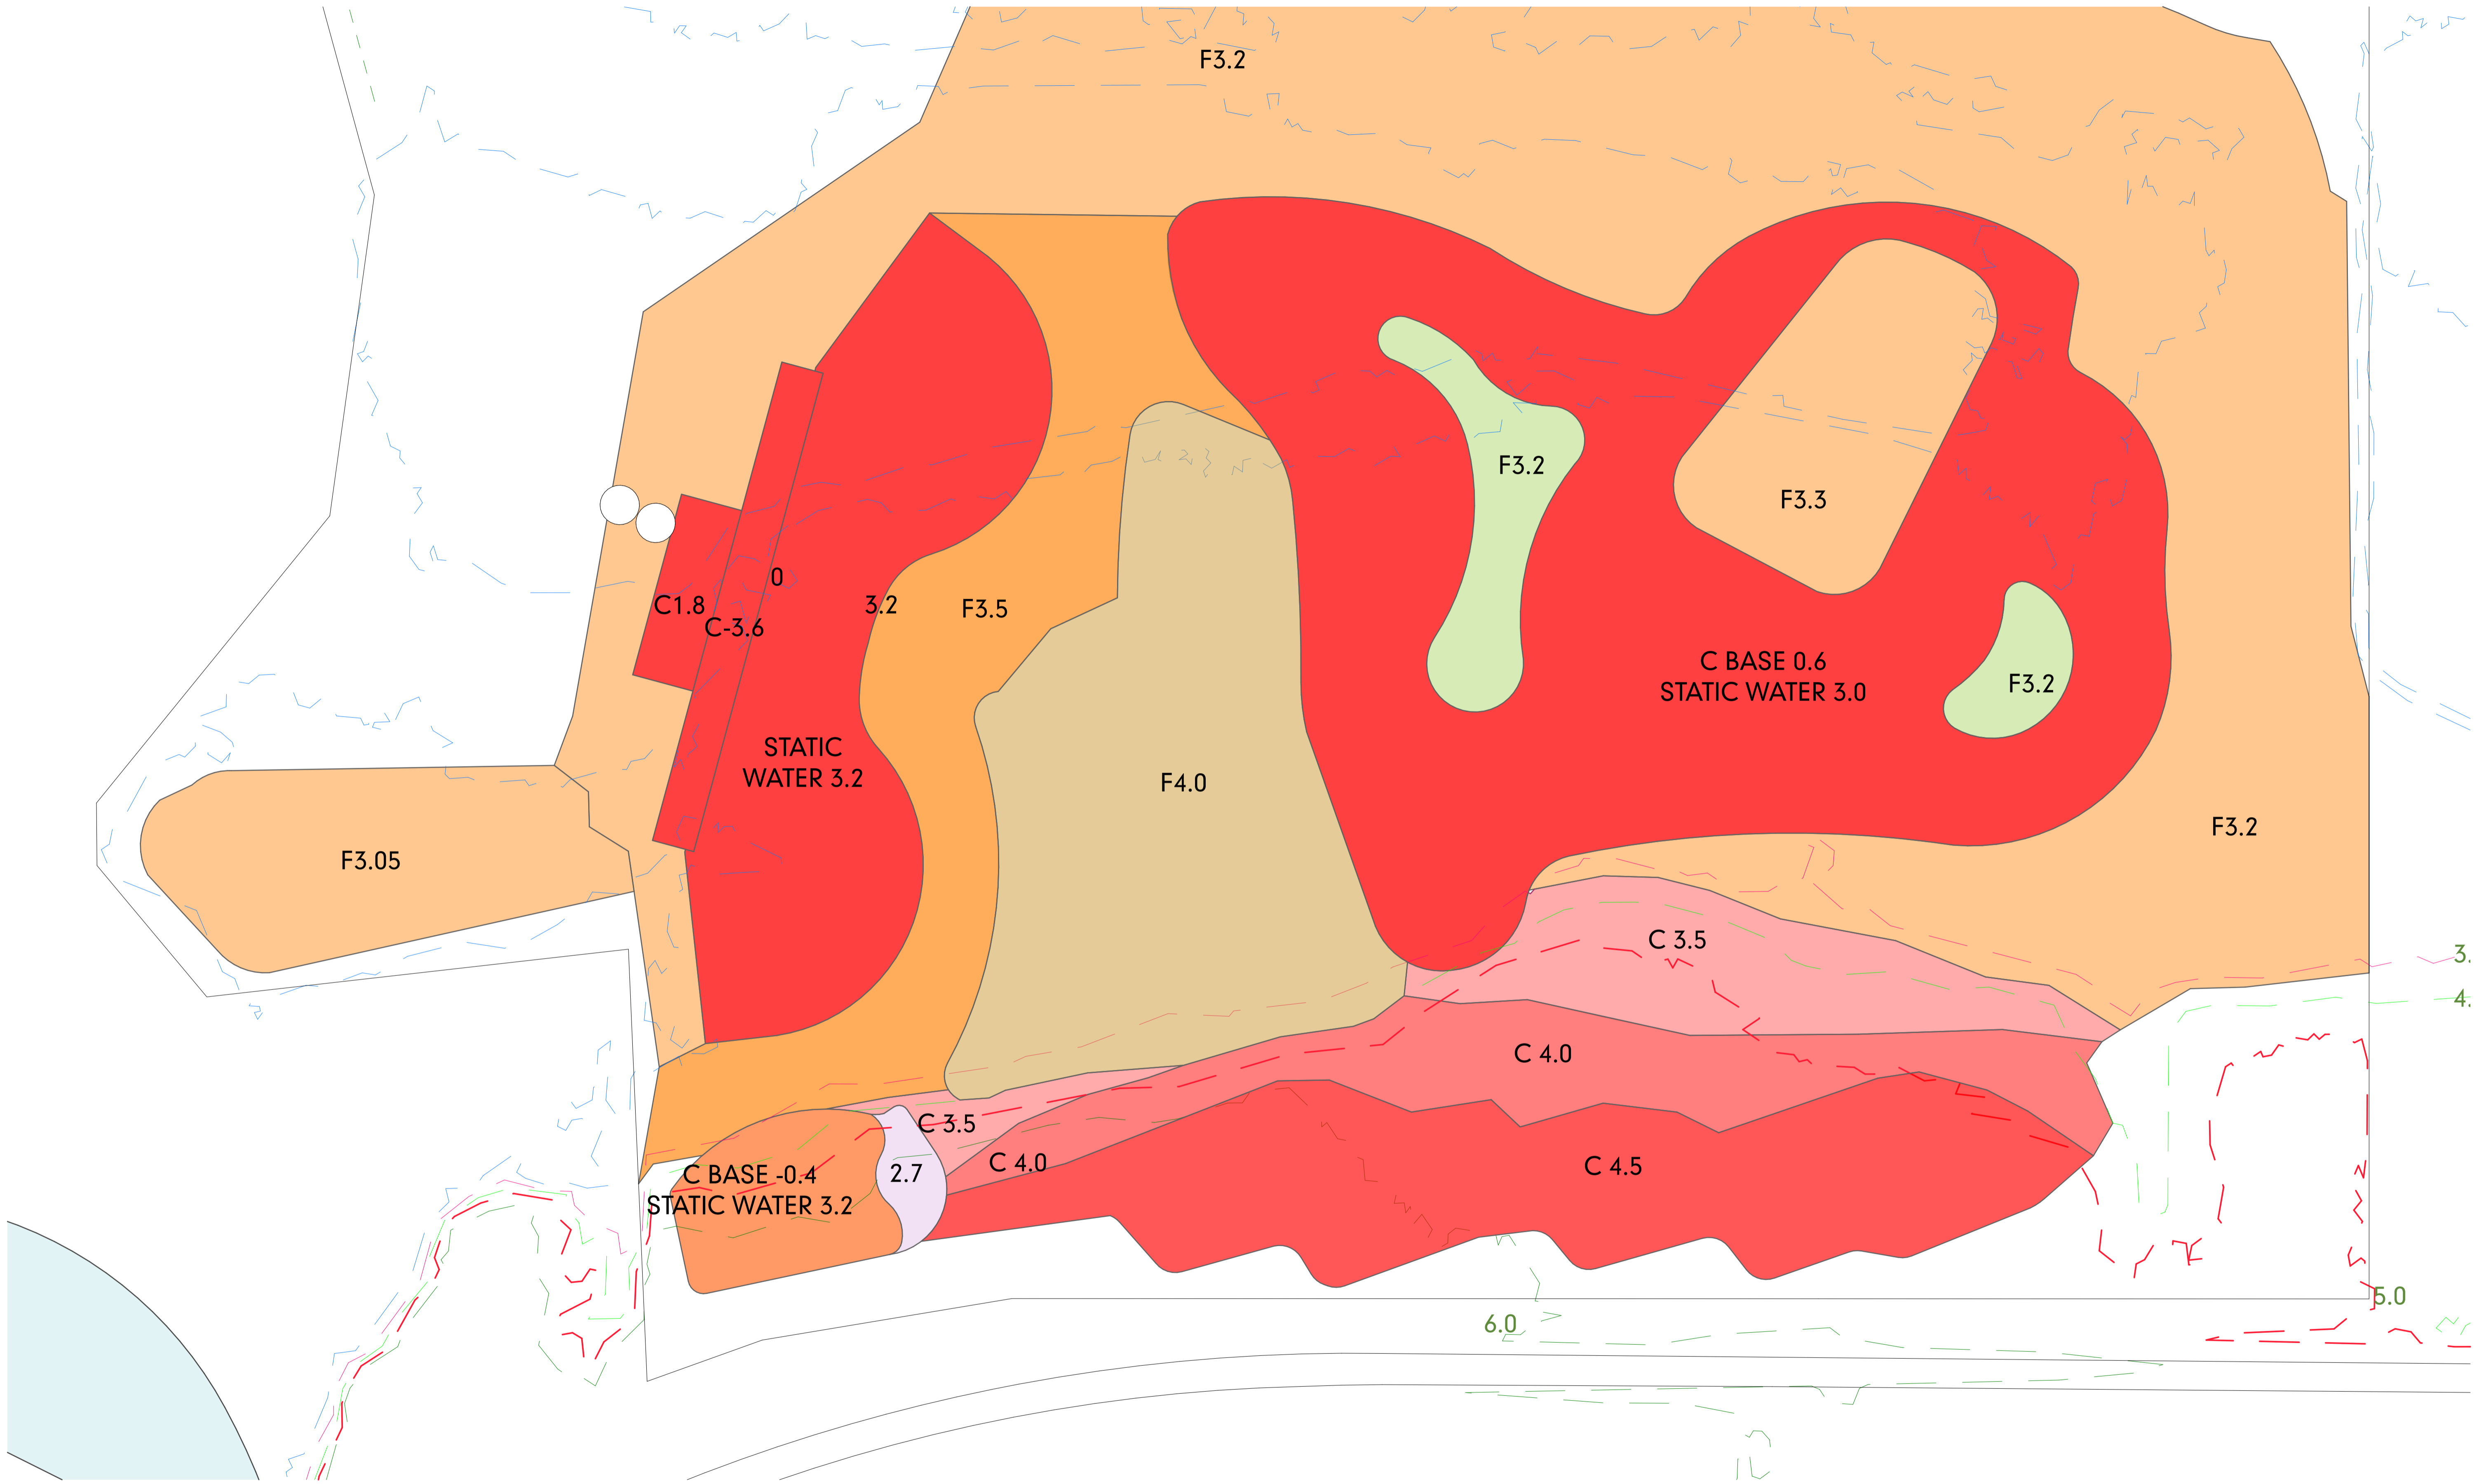 F3.2
F3.2
F3.3
0
C1.8
3.2
F3.5
C-3.6
C BASE 0.6
STATIC WATER 3.0
F3.2
STATIC
WATER 3.2
F4.0
F3.2
F3.05
C 3.5
3.
4.
C 4.0
C 3.5
C 4.0
C 4.5
C BASE -0.4
STATIC WATER 3.2
2.7
5.0
6.0